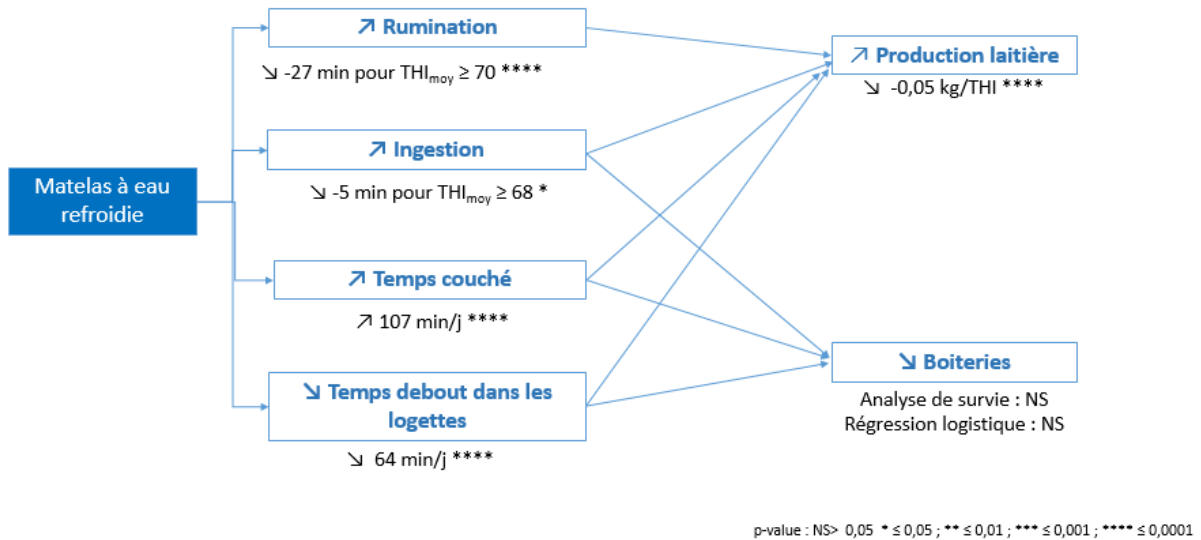 Matelas à eau
refroidie
↗ Rumination
↘ -27 min pour THImoy ≥ 70 ****
↗ Ingestion
↘ -5 min pour THImoy ≥ 68 *
↗ Temps couché
↗ 107 min/j ****
↘ Temps debout dans les
logettes
↘ 64 min/j ****
↗ Production laitière
↘ -0,05 kg/THI ****
↘ Boiteries
Analyse de survie : NS
Régression logistique : NS
p-value : NS> 0,05 * ≤ 0,05 ; ** ≤ 0,01 ; *** ≤ 0,001 ; **** ≤ 0,0001